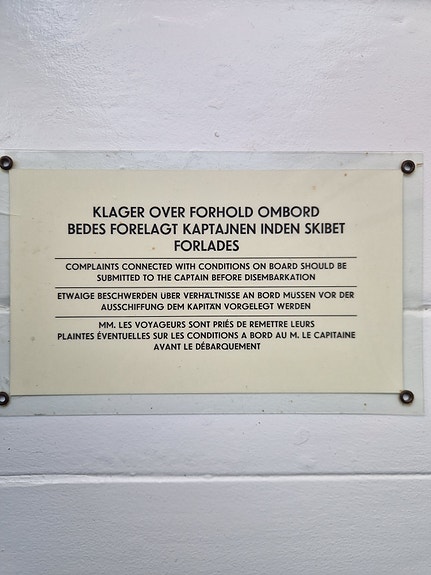 KLAGER OVER FORHOLD OMBORD
BEDES FORELAGT KAPTAJNEN INDEN SKIBET
FORLADES
COMPLAINTS CONNECTED WITH CONDITIONS ON BOARD SHOULD BE
SUBMITTED TO THE CAPTAIN BEFORE DISEMBARKATION
ETWAIGE BESCHWERDEN UBER VERHÄLTNISSE AN BORD MUSSEN VOR DER
AUSSCHIFFUNG DEM KAPITÄN VORGELEGT WERDEN
MM. LES VOYAGEURS SONT PRIÉS DE REMETTRE LEURS
PLAINTES ÉVENTUELLES SUR LES CONDITIONS A BORD AU M. LE CAPITAINE
AVANT LE DÉBARQUEMENT